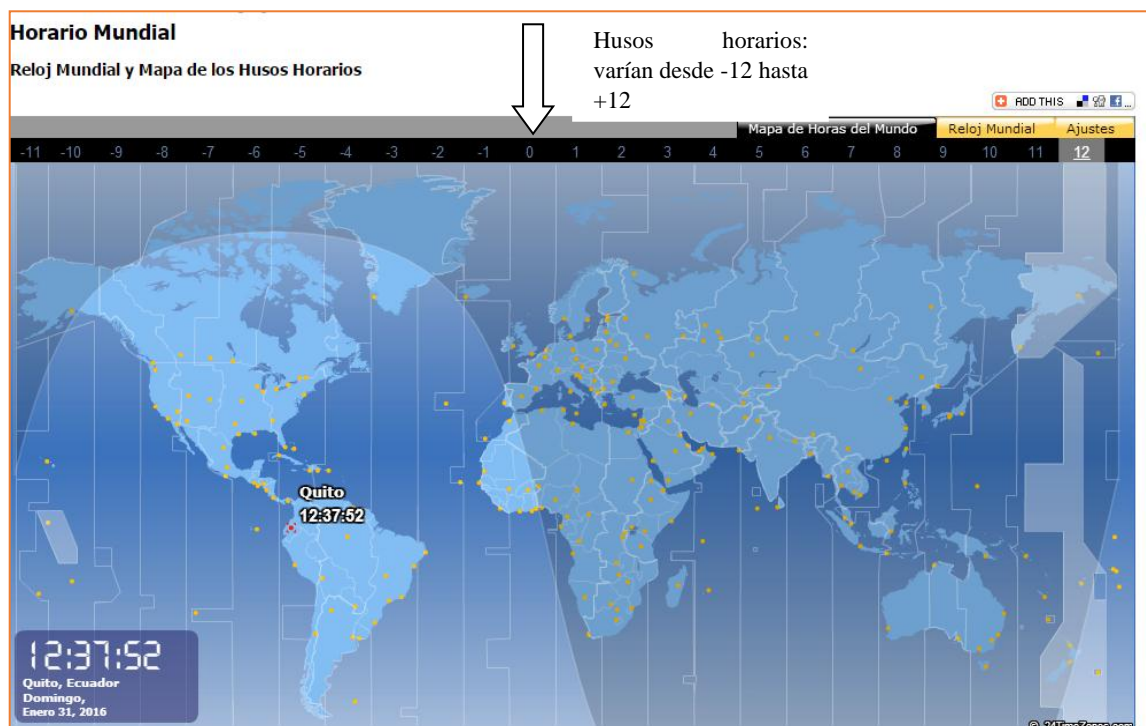 Horario Mundial
Reloj Mundial y Mapa de los Husos Horarios
Husos horarios:
varían desde -12 hasta
+12
ADD THIS
Mapa de Horas del Mundo Reloj Mundial Ajustes
-11 -10 -9 -8 -7 -6 -5 -4 -3 -2 -1 0 1 2 3 4 5 6 7 8 9 10 11 12
Quito
12:37:52
12:37:52
Quito, Ecuador
Domingo,
Enero 31, 2016
© 24TimeZones.com